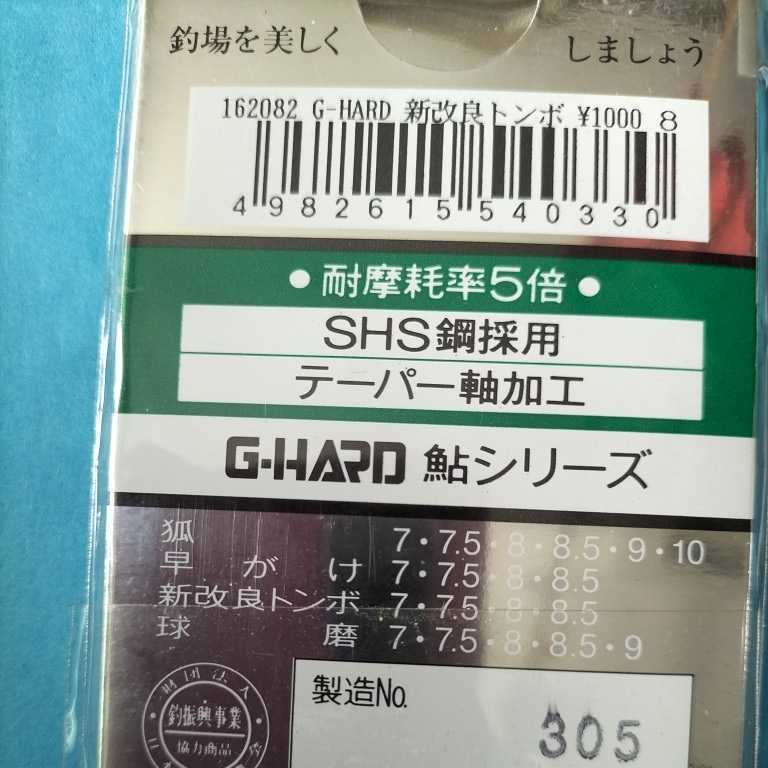 釣場を美しく しましょう
162082 G-HARD 新改良トンボ ¥1000 8
4982615540330
• 耐摩耗率5倍 •
SHS鋼採用
テーパー軸加工
G-HARD 鮎シリーズ
狐 7・7.5・8・8.5・9・10
早がけ 7・7.5・8・8.5
新改良トンボ 7・7.5・8・8.5
球磨 7・7.5・8・8.5・9
財団法人
釣振興事業
協力商品
製造No.
305